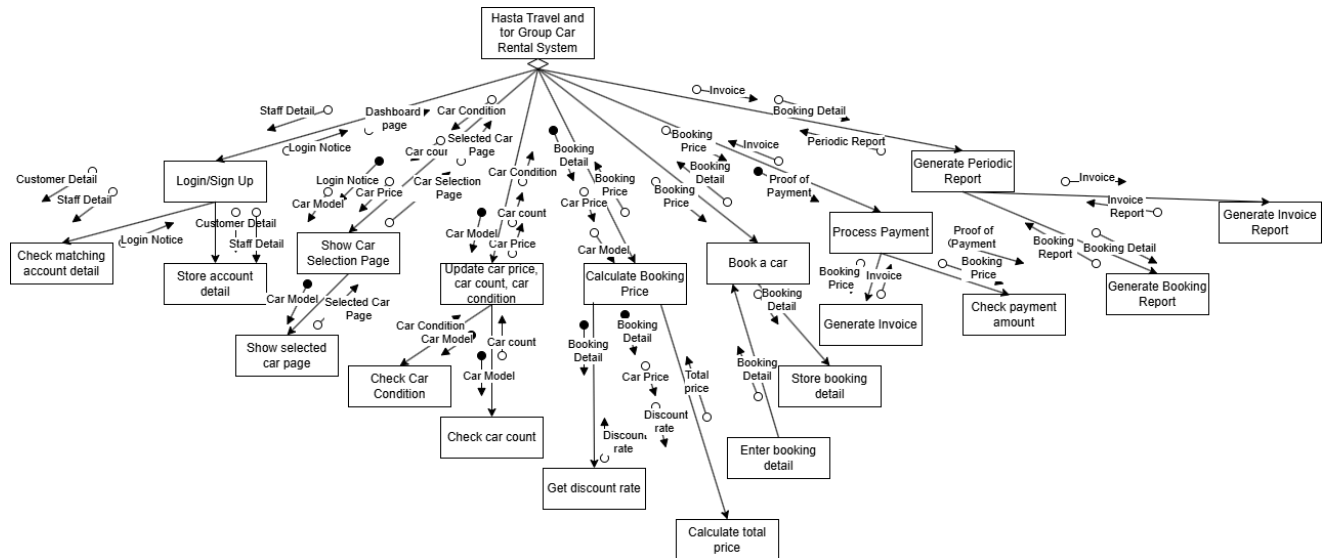 Hasta Travel and
tor Group Car
Rental System
Staff Detail
Dashboard
page
Login Notice
Login/Sign Up
Customer Detail
Staff Detail
Login Notice
Check matching
account detail
Customer Detail
Staff Detail
Store account
detail
Car Condition
Selected Car
Page
Car count
Login Notice
Car Price
Car Selection
Page
Car Model
Show Car
Selection Page
Car Model
Selected Car
Page
Show selected
car page
Car Condition
Car count
Car Model
Car Price
Update car price,
car count, car
condition
Car Condition
Car Model
Car count
Car Model
Check Car
Condition
Check car count
Booking
Detail
Booking
Price
Car Price
Car Model
Calculate Booking
Price
Booking
Detail
Booking
Detail
Car Price
Discount
rate
Discount
rate
Total
price
Get discount rate
Calculate total
price
Booking
Price
Booking
Detail
Booking
Price
Book a car
Booking
Detail
Booking
Detail
Store booking
detail
Enter booking
detail
Invoice
Proof of
Payment
Process Payment
Booking
Price
Invoice
Generate Invoice
Proof of
Payment
Booking
Price
Check payment
amount
Invoice
Booking Detail
Periodic Report
Generate Periodic
Report
Invoice
Invoice
Report
Generate Invoice
Report
Booking
Report
Booking Detail
Generate Booking
Report